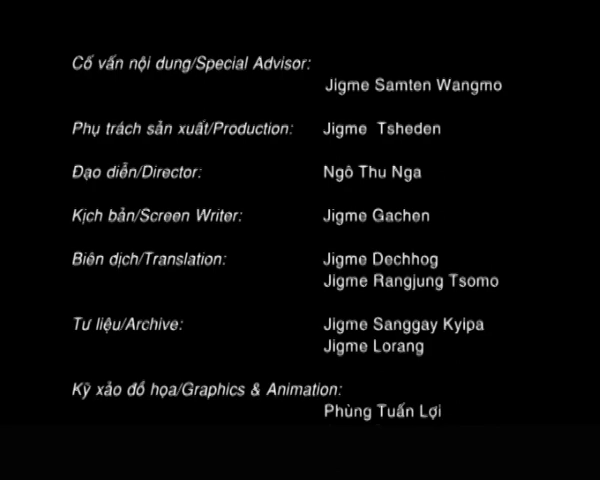 Cố vấn nội dung/Special Advisor:
Jigme Samten Wangmo
Phụ trách sản xuất/Production: Jigme Tsheden
Đạo diễn/Director: Ngô Thu Nga
Kịch bản/Screen Writer: Jigme Gachen
Biên dịch/Translation: Jigme Dechhog
Jigme Rangjung Tsomo
Tư liệu/Archive: Jigme Sanggay Kyipa
Jigme Lorang
Kỹ xảo đồ họa/Graphics & Animation:
Phùng Tuấn Lợi